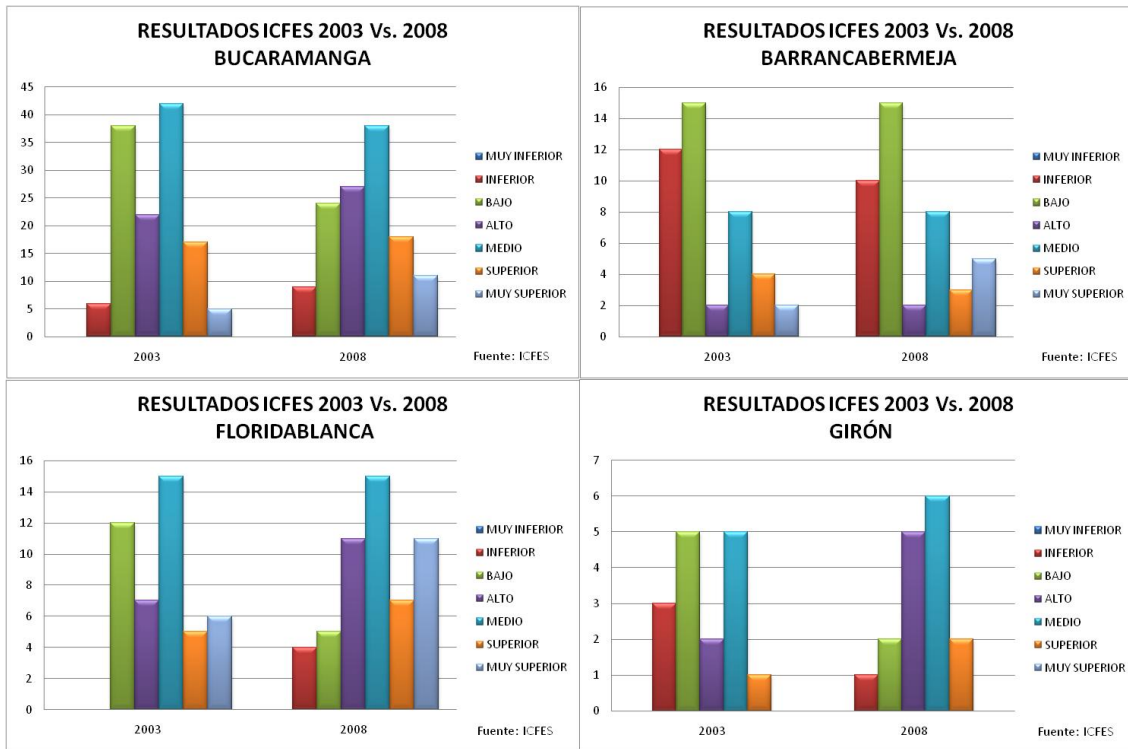 RESULTADOS ICFES 2003 Vs. 2008
BUCARAMANGA
45
40
35
30
25
20
15
10
5
0
2003
2008
MUY INFERIOR
INFERIOR
BAJO
ALTO
MEDIO
SUPERIOR
MUY SUPERIOR
Fuente: ICFES
RESULTADOS ICFES 2003 Vs. 2008
BARRANCABERMEJA
16
14
12
10
8
6
4
2
0
2003
2008
MUY INFERIOR
INFERIOR
BAJO
ALTO
MEDIO
SUPERIOR
MUY SUPERIOR
Fuente: ICFES
RESULTADOS ICFES 2003 Vs. 2008
FLORIDABLANCA
16
14
12
10
8
6
4
2
0
2003
2008
MUY INFERIOR
INFERIOR
BAJO
ALTO
MEDIO
SUPERIOR
MUY SUPERIOR
Fuente: ICFES
RESULTADOS ICFES 2003 Vs. 2008
GIRÓN
7
6
5
4
3
2
1
0
2003
2008
MUY INFERIOR
INFERIOR
BAJO
ALTO
MEDIO
SUPERIOR
MUY SUPERIOR
Fuente: ICFES